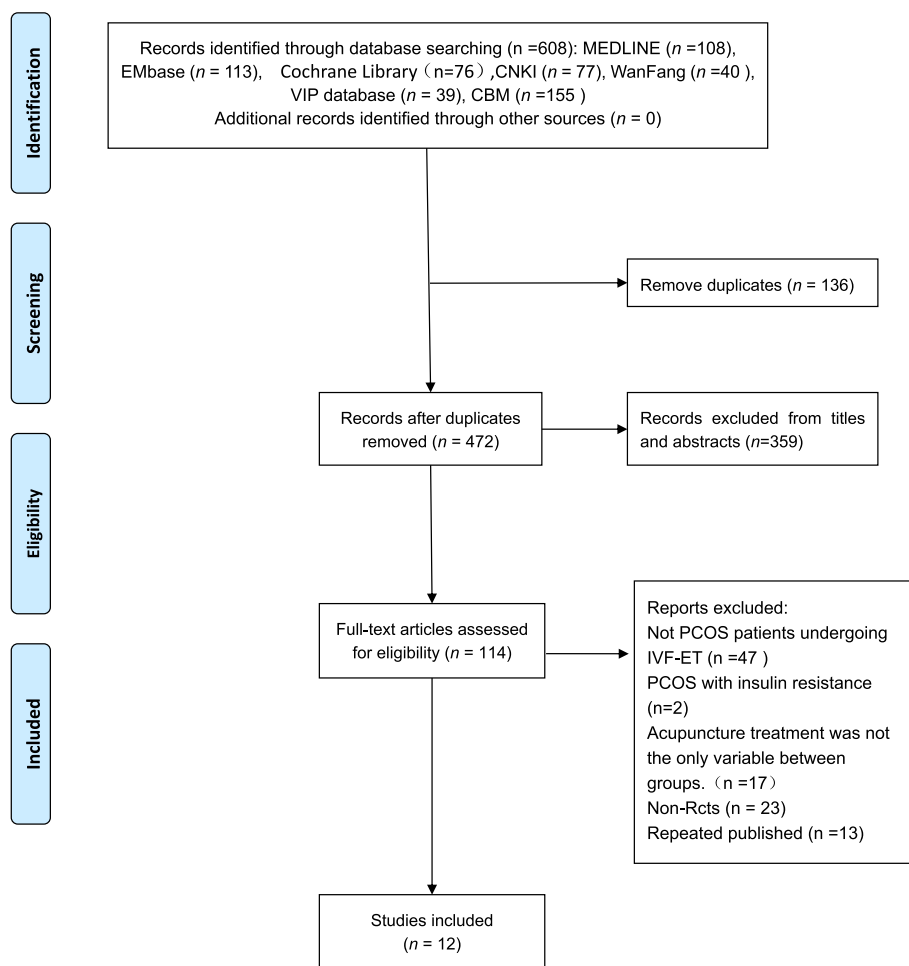 Identification
Records identified through database searching (n =608): MEDLINE (n =108),
EMbase (n = 113), Cochrane Library（n=76）,CNKI (n = 77), WanFang (n =40 ),
VIP database (n = 39), CBM (n =155 )
Additional records identified through other sources (n = 0)
Screening
Remove duplicates (n = 136)
Records after duplicates
removed (n = 472)
Records excluded from titles
and abstracts (n=359)
Eligibility
Full-text articles assessed
for eligibility (n = 114)
Reports excluded:
Not PCOS patients undergoing
IVF-ET (n =47 )
PCOS with insulin resistance
(n=2)
Acupuncture treatment was not
the only variable between
groups.（n =17）
Non-Rcts (n = 23)
Repeated published (n =13)
Included
Studies included
(n = 12)